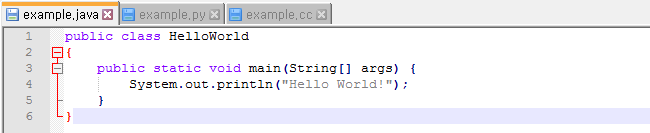 example.java example.py example.cc
1 public class HelloWorld
2 {
3     public static void main(String[] args) {
4         System.out.println("Hello World!");
5     }
6 }